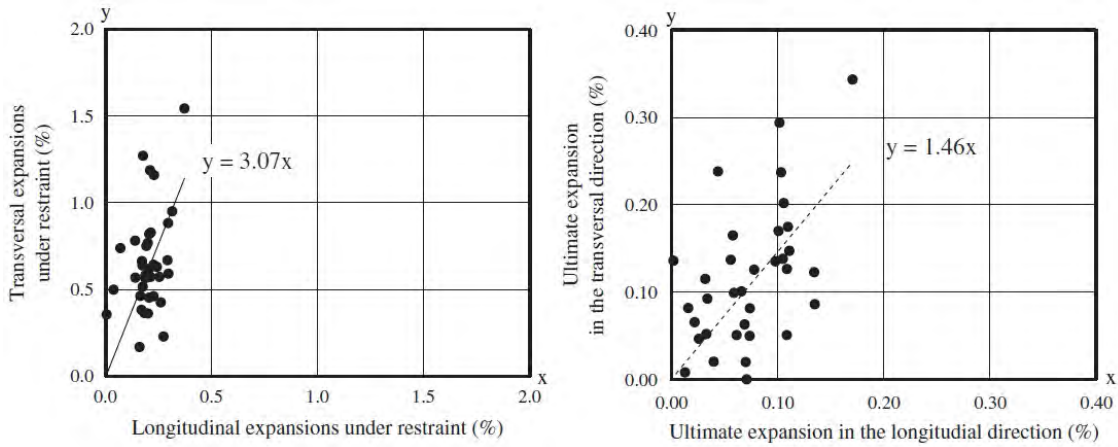 y
2.0
1.5
1.0
0.5
0.0
0.0
0.5
1.0
1.5
2.0
x
y = 3.07x
Transversal expansions
under restraint (%)
Longitudinal expansions under restraint (%)
y
0.40
0.30
0.20
0.10
0.00
0.00
0.10
0.20
0.30
0.40
x
y = 1.46x
Ultimate expansion
in the transversal direction (%)
Ultimate expansion in the longitudial direction (%)